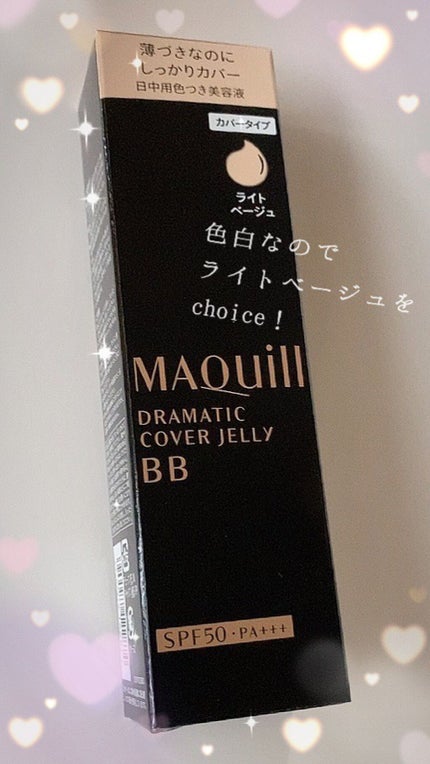 薄づきなのに
しっかりカバー
日中用色つき美容液
カバータイプ
ライト
ベージュ
色白なので
ライトベージュを
choice！
MAQuill
DRAMATIC
COVER JELLY
BB
SPF50・PA+++